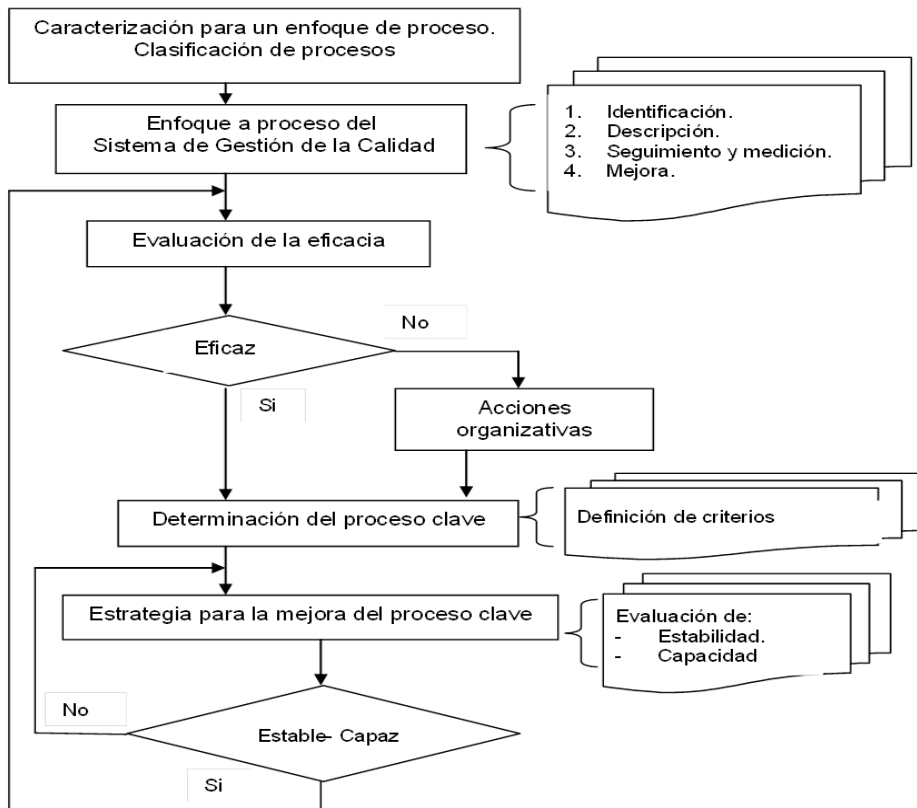 Caracterización para un enfoque de proceso.
Clasificación de procesos
Enfoque a proceso del
Sistema de Gestión de la Calidad
1. Identificación.
2. Descripción.
3. Seguimiento y medición.
4. Mejora.
Evaluación de la eficacia
Eficaz
No
Si
Acciones
organizativas
Determinación del proceso clave
Definición de criterios
Estrategia para la mejora del proceso clave
Evaluación de:
- Estabilidad.
- Capacidad
No
Estable- Capaz
Si